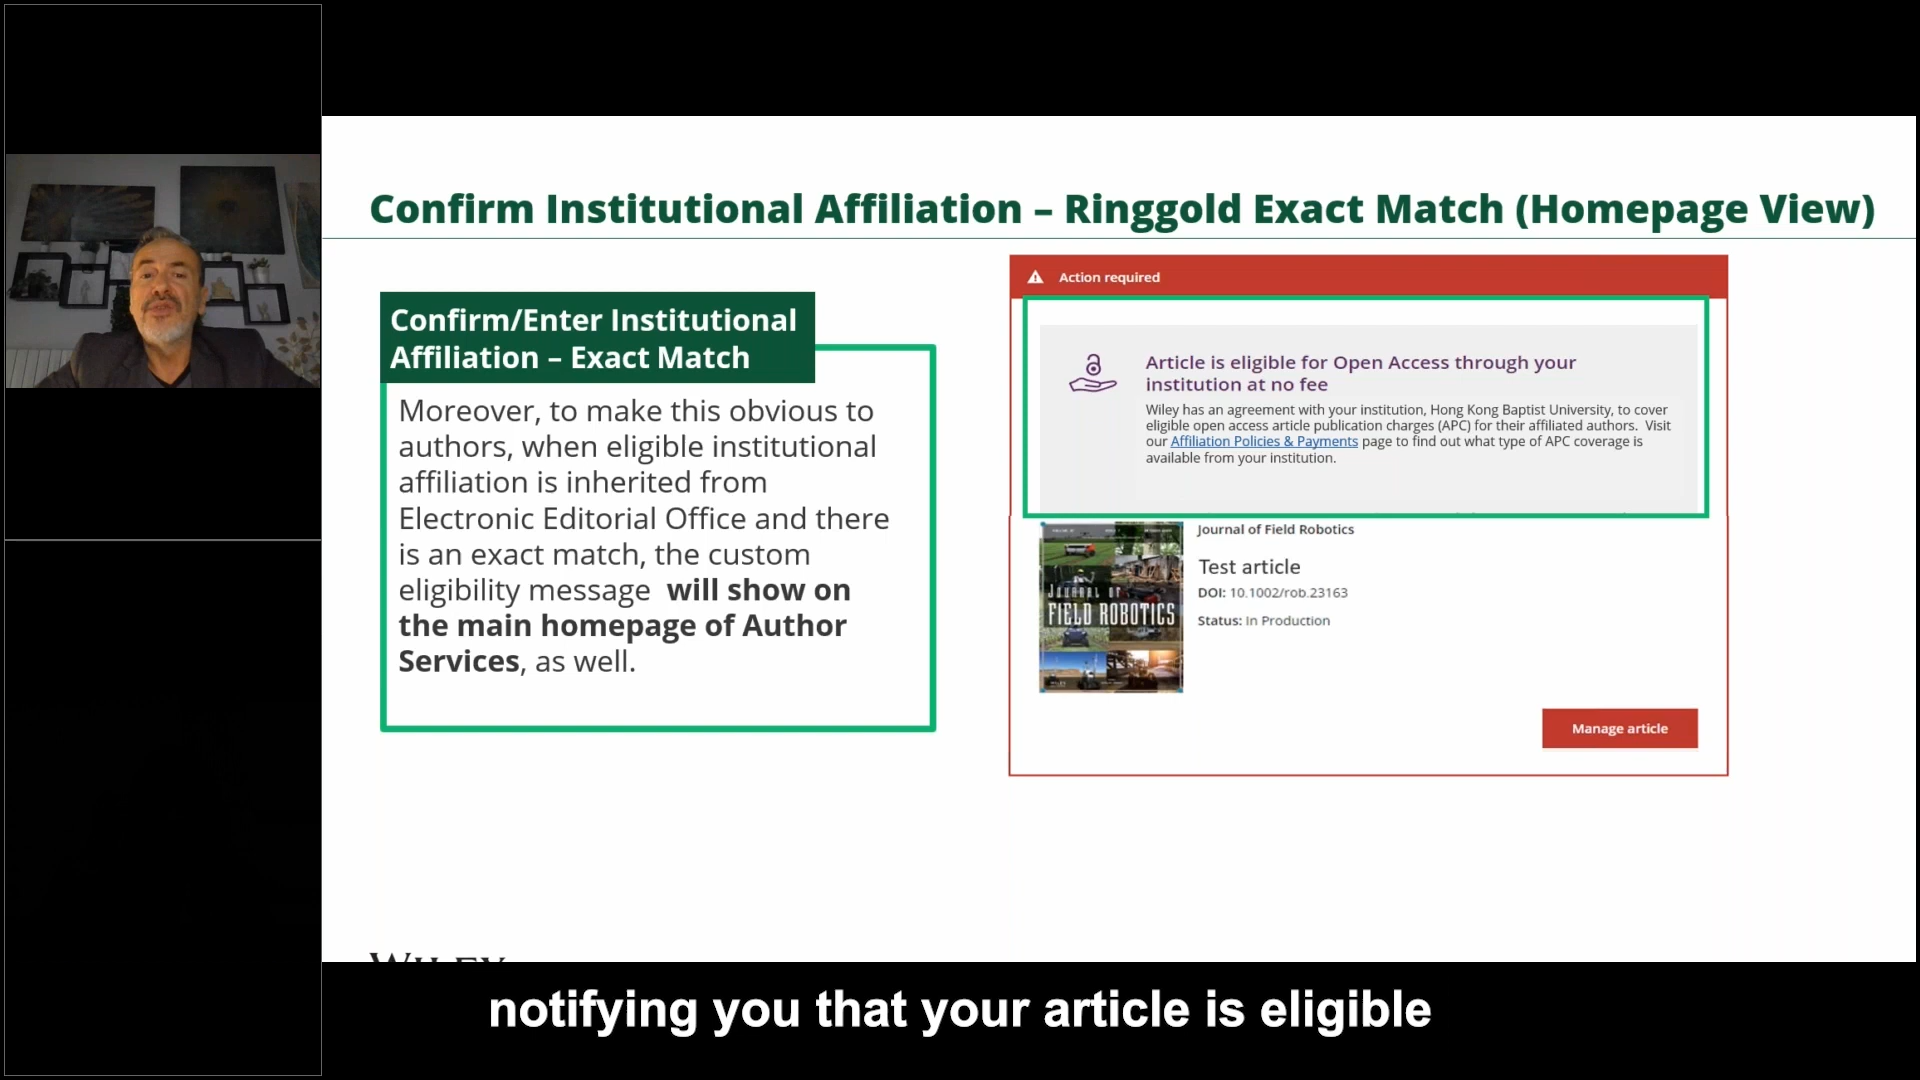 Confirm Institutional Affiliation – Ringgold Exact Match (Homepage View)
Confirm/Enter Institutional
Affiliation – Exact Match
Moreover, to make this obvious to
authors, when eligible institutional
affiliation is inherited from
Electronic Editorial Office and there
is an exact match, the custom
eligibility message will show on
the main homepage of Author
Services, as well.
Action required
Article is eligible for Open Access through your
institution at no fee
Wiley has an agreement with your institution, Hong Kong Baptist University, to cover
eligible open access article publication charges (APC) for their affiliated authors. Visit
our Affiliation Policies & Payments page to find out what type of APC coverage is
available from your institution.
JOURNAL OF
FIELD ROBOTICS
Journal of Field Robotics
Test article
DOI: 10.1002/rob.23163
Status: In Production
Manage article
WILEY
notifying you that your article is eligible